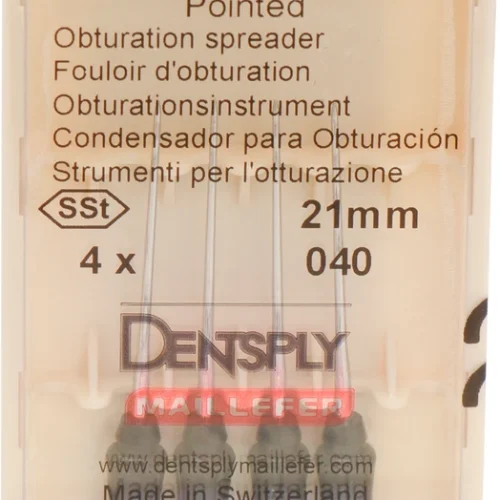 Pointed
Obturation spreader
Fouloir d'obturation
Obturationsinstrument
Condensador para Obturación
Strumenti per l'otturazione
SSt 21mm
4 x 040
DENTSPLY
MAILLEFER
www.dentsplymaillefer.com
Made in Switzerland